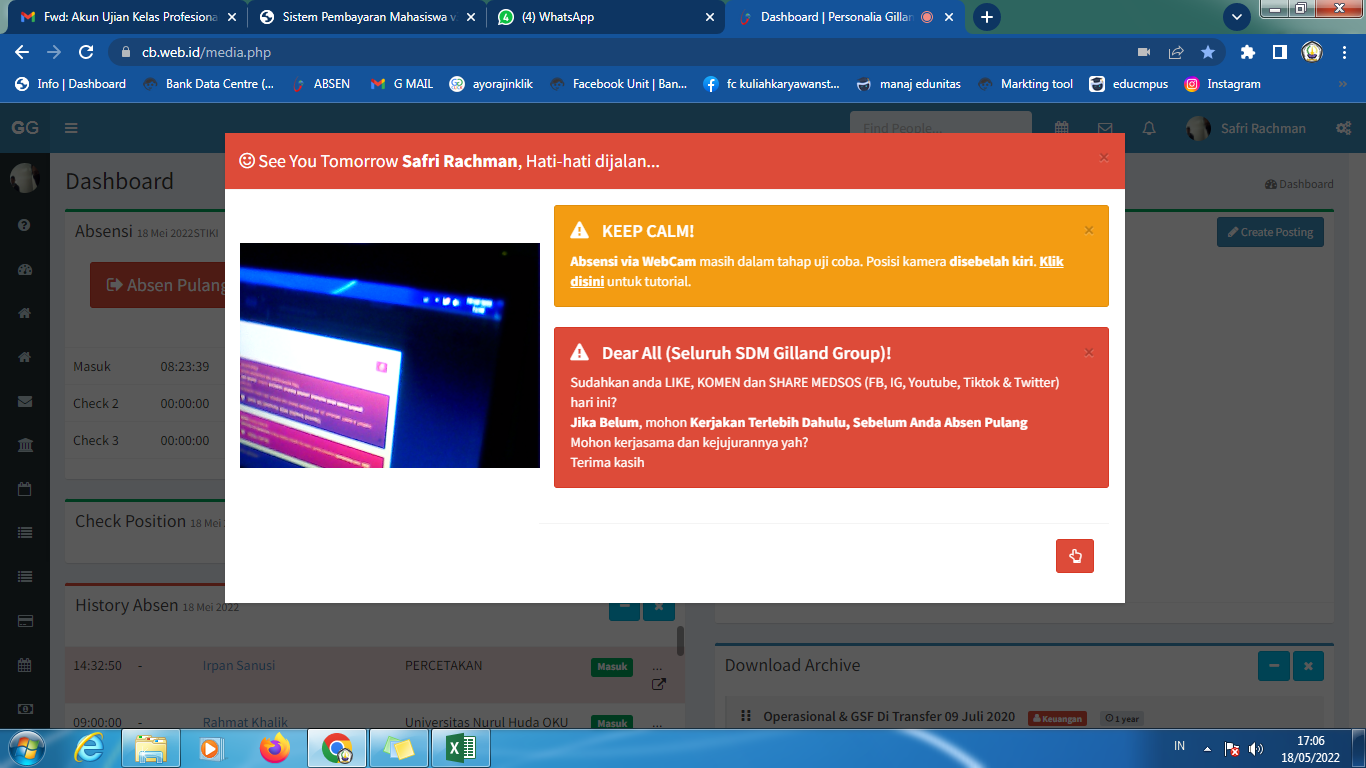 Fwd: Akun Ujian Kelas Profesiona
Sistem Pembayaran Mahasiswa v.
(4) WhatsApp
Dashboard | Personalia Gillan
cb.web.id/media.php
Info | Dashboard
Bank Data Centre (...
ABSEN
G MAIL
ayorajinklik
Facebook Unit | Ban...
fc kuliahkaryawanst...
manaj edunitas
Markting tool
educmpus
Instagram
»
GG
Find People...
Safri Rachman
See You Tomorrow Safri Rachman, Hati-hati dijalan...
×
Dashboard
Dashboard
Absensi 18 Mei 2022STIKI
Create Posting
Absen Pulang
KEEP CALM!
×
Absensi via WebCam masih dalam tahap uji coba. Posisi kamera disebelah kiri. Klik
disini untuk tutorial.
Dear All (Seluruh SDM Gilland Group)!
×
Sudahkan anda LIKE, KOMEN dan SHARE MEDSOS (FB, IG, Youtube, Tiktok & Twitter)
hari ini?
Jika Belum, mohon Kerjakan Terlebih Dahulu, Sebelum Anda Absen Pulang
Mohon kerjasama dan kejujurannya yah?
Terima kasih
Masuk 08:23:39
Check 2 00:00:00
Check 3 00:00:00
Check Position 18 Mei
History Absen 18 Mei 2022
14:32:50 - Irpan Sanusi PERCETAKAN Masuk ...
09:00:00 - Rahmat Khalik Universitas Nurul Huda OKU Masuk ...
Download Archive
Operasional & GSF Di Transfer 09 Juli 2020 Keuangan 1 year
IN
17:06
18/05/2022